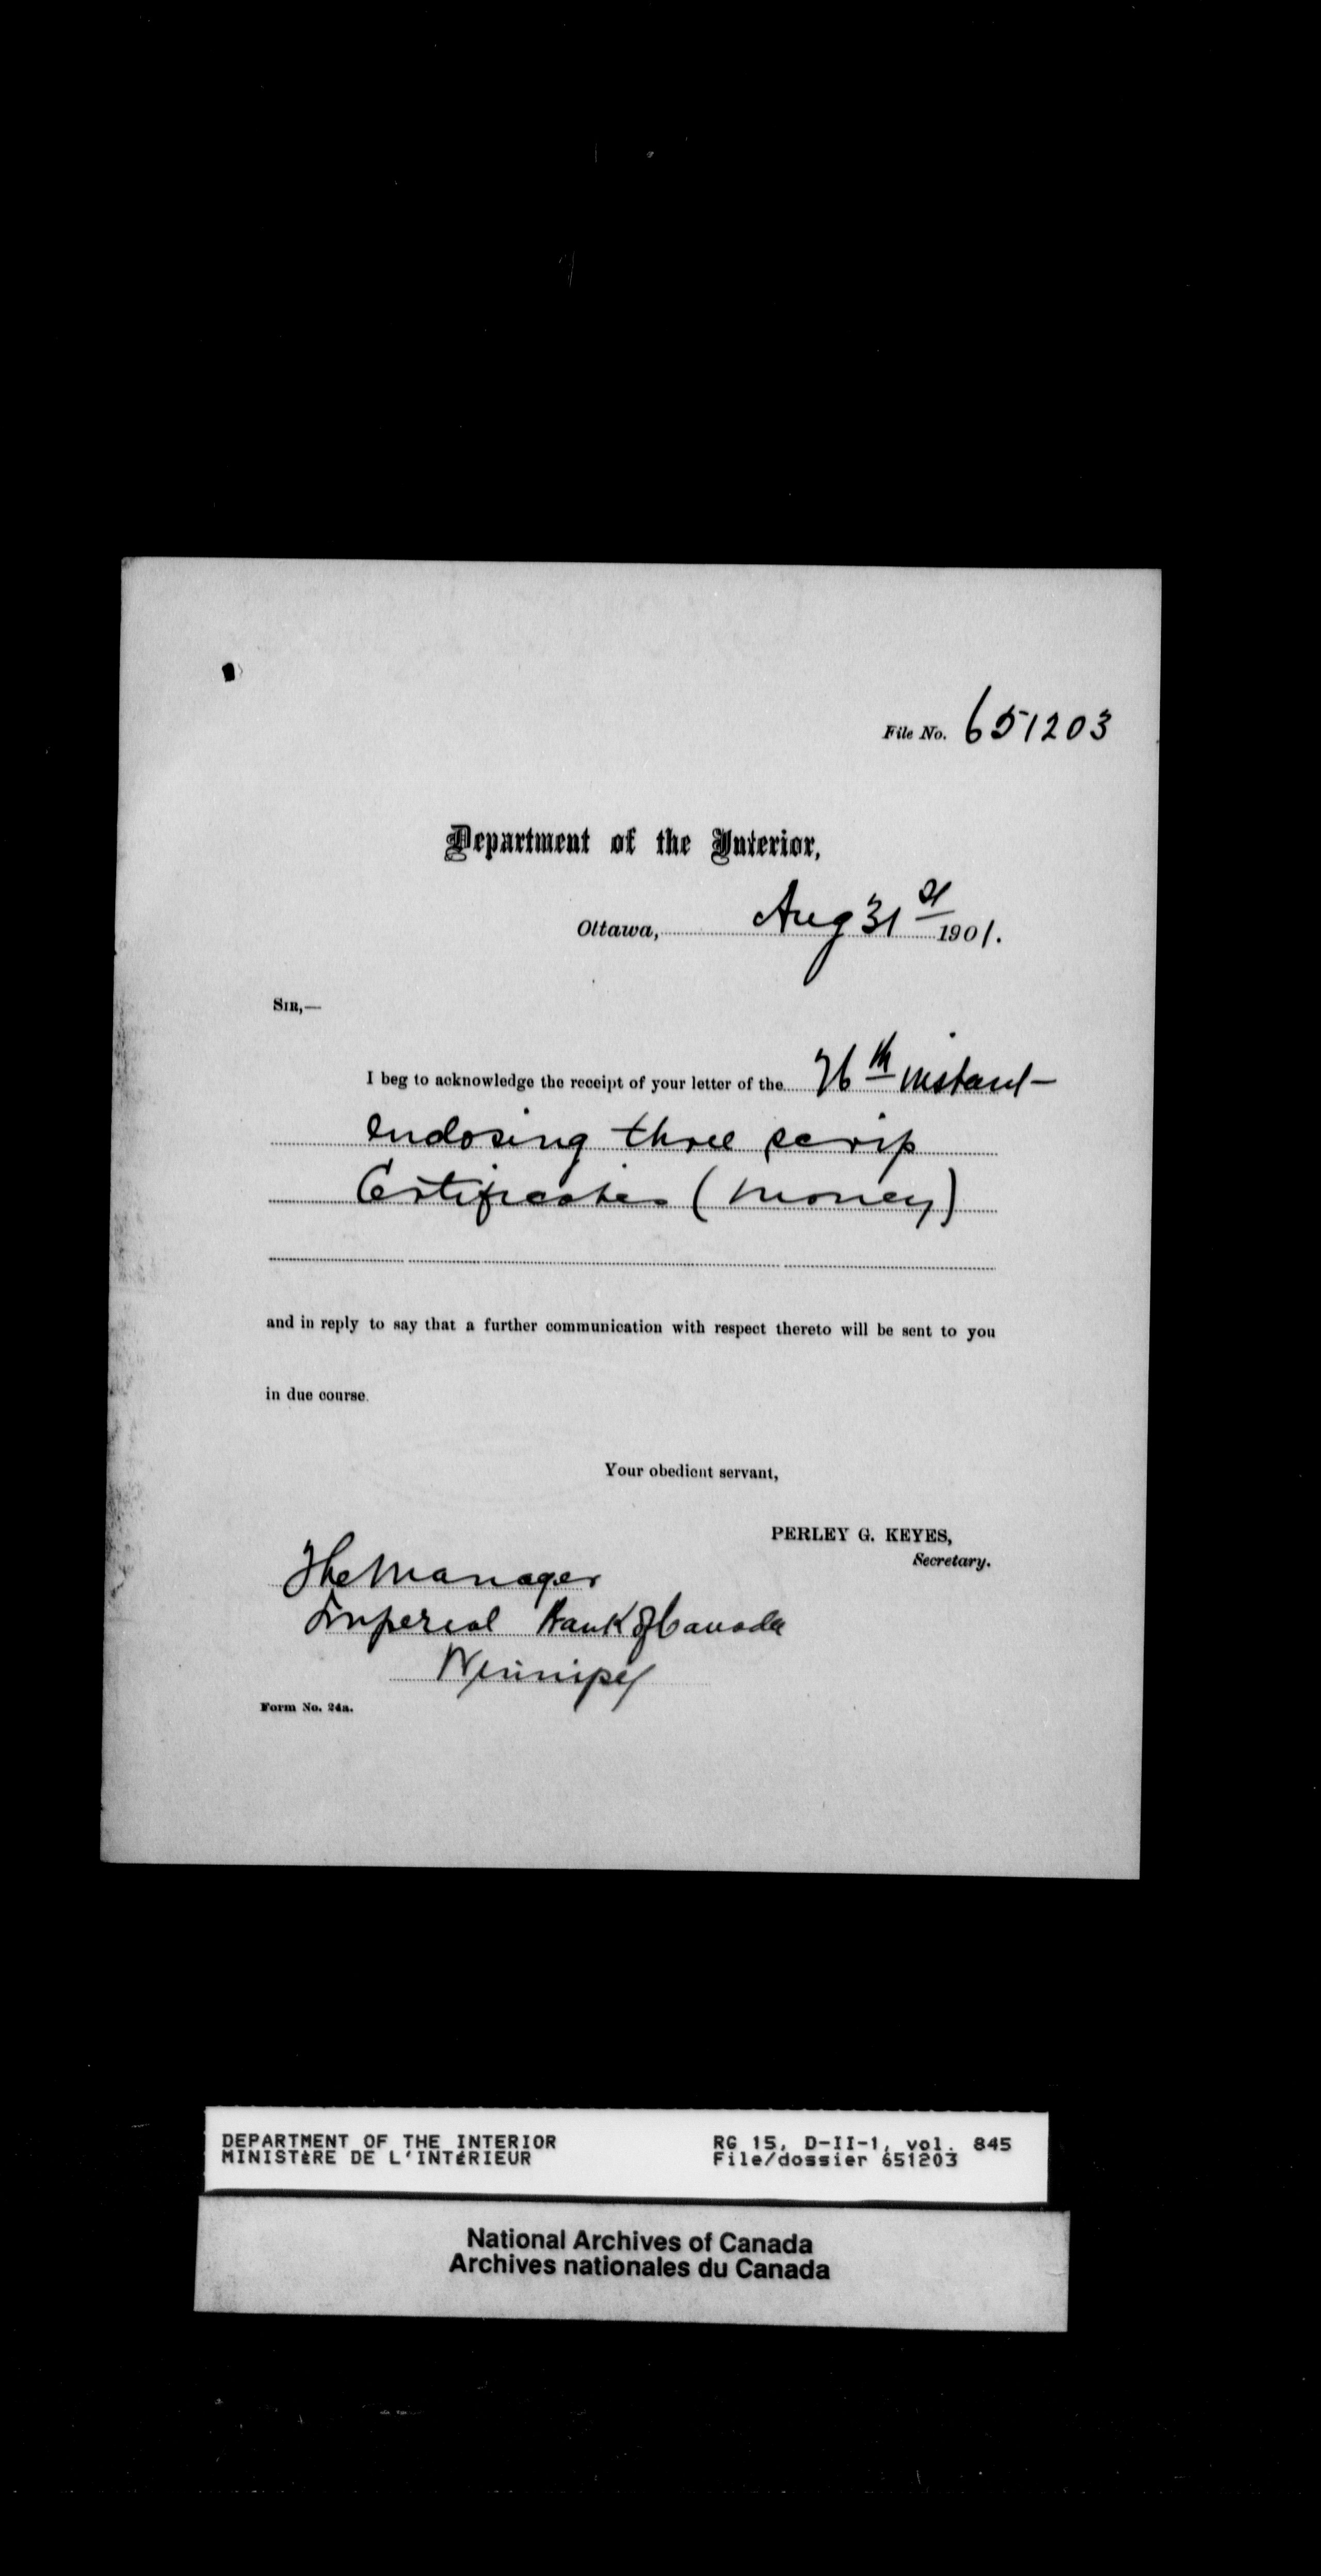 File No. 651203
Department of the Interior,
Ottawa, Aug 31st 1901.
SIR,—
I beg to acknowledge the receipt of your letter of the 26th instant
enclosing three scrip
Certificates (money)
and in reply to say that a further communication with respect thereto will be sent to you
in due course.
Your obedient servant,
PERLEY G. KEYES,
Secretary.
The Manager
Imperial Bank of Canada
Winnipeg
Form No. 24a.
DEPARTMENT OF THE INTERIOR RG 15, D-II-1, vol. 845
MINISTÈRE DE L'INTÉRIEUR File/dossier 651203
National Archives of Canada
Archives nationales du Canada